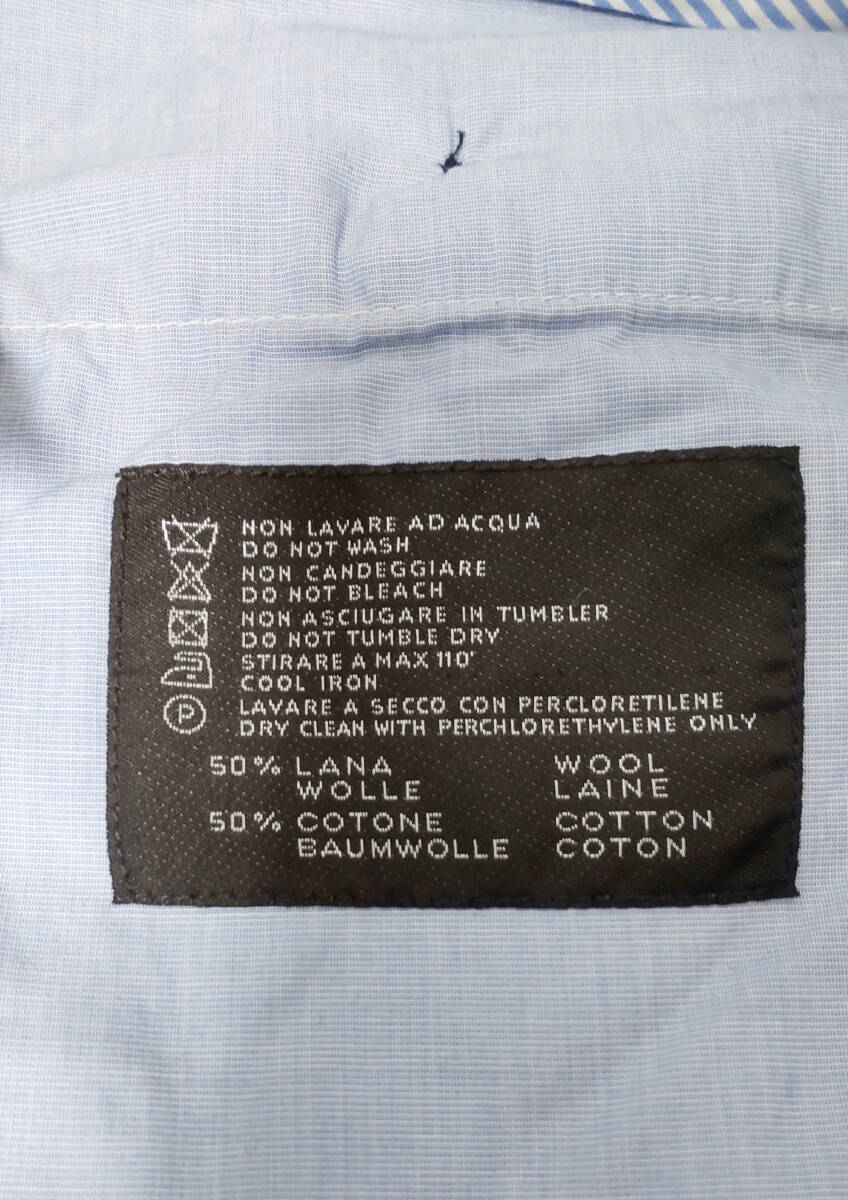 NON LAVARE AD ACQUA
DO NOT WASH
NON CANDEGGIARE
DO NOT BLEACH
NON ASCIUGARE IN TUMBLER
DO NOT TUMBLE DRY
STIRARE A MAX 110°
COOL IRON
P LAVARE A SECCO CON PERCLORETILENE
DRY CLEAN WITH PERCHLORETHYLENE ONLY
50% LANA WOOL
WOLLE LAINE
50% COTONE COTTON
BAUMWOLLE COTON